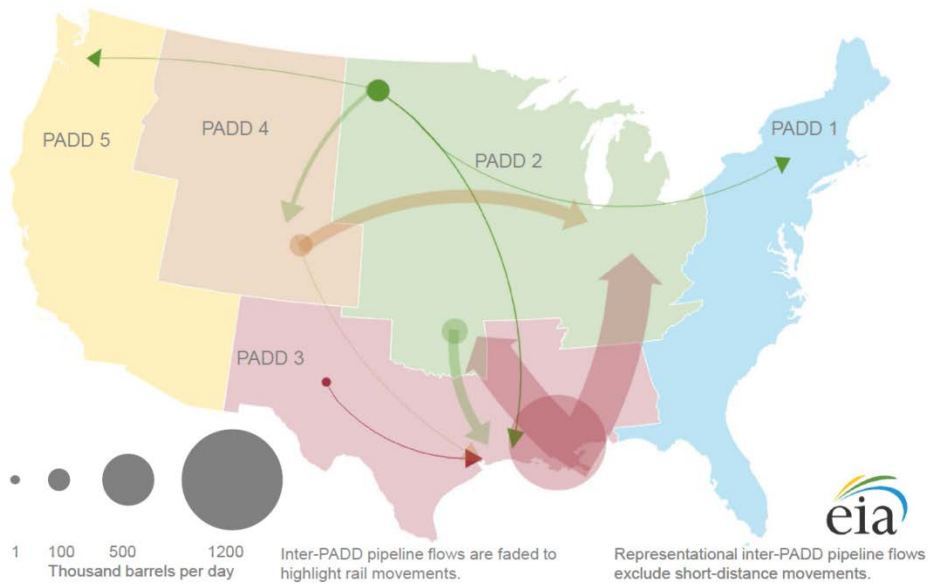 PADD 5
PADD 4
PADD 2
PADD 1
PADD 3
1 100 500 1200
Thousand barrels per day
Inter-PADD pipeline flows are faded to
highlight rail movements.
eia
Representational inter-PADD pipeline flows
exclude short-distance movements.